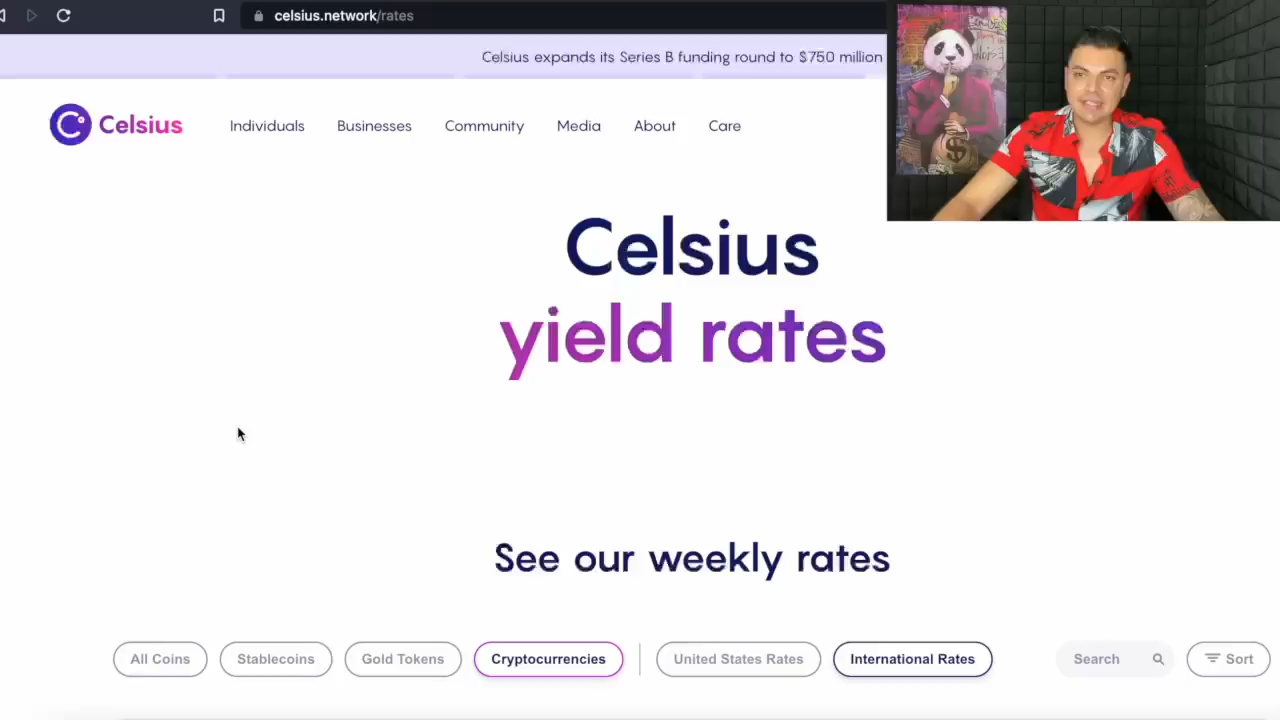 celsius.network/rates
Celsius expands its Series B funding round to $750 million
Celsius
Individuals
Businesses
Community
Media
About
Care
Celsius
yield rates
See our weekly rates
All Coins
Stablecoins
Gold Tokens
Cryptocurrencies
United States Rates
International Rates
Search
Sort